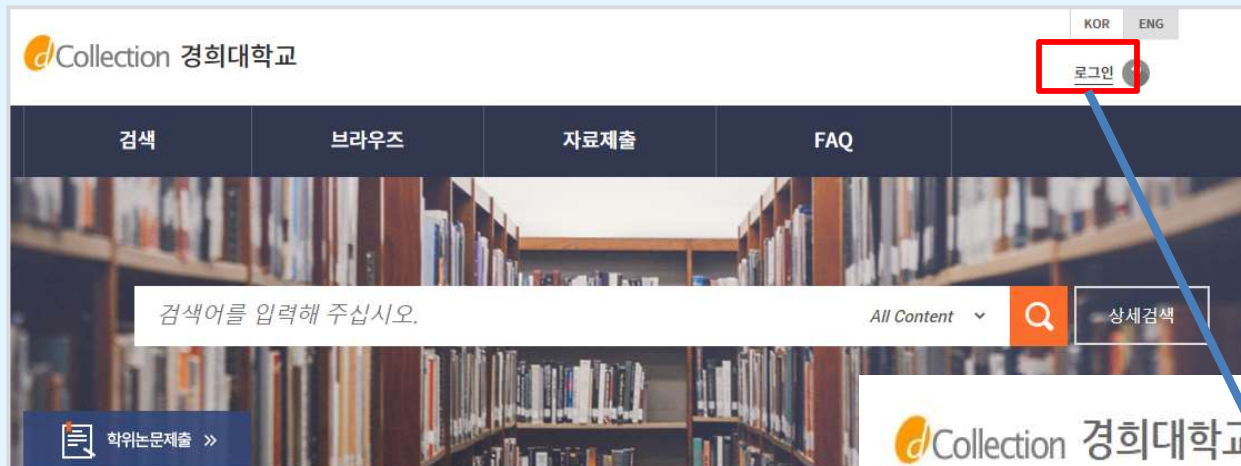 dCollection 경희대학교
KOR ENG
로그인
검색 브라우즈 자료제출 FAQ
검색어를 입력해 주십시오. All Content 상세검색
학위논문제출 »
dCollection 경희대학교